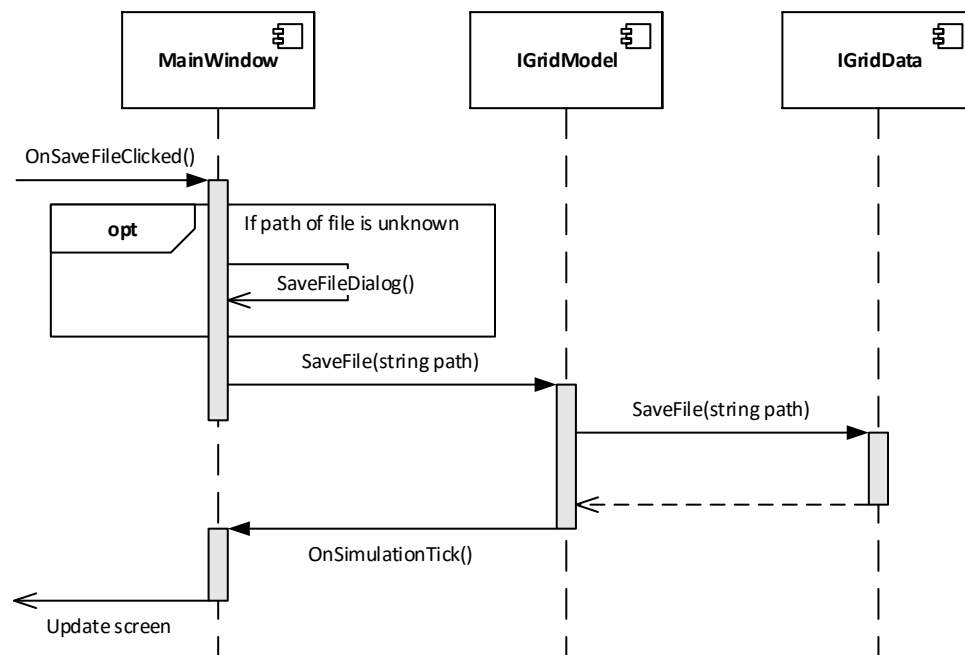 MainWindow
IGridModel
IGridData
OnSaveFileClicked()
opt
If path of file is unknown
SaveFileDialog()
SaveFile(string path)
SaveFile(string path)
OnSimulationTick()
Update screen